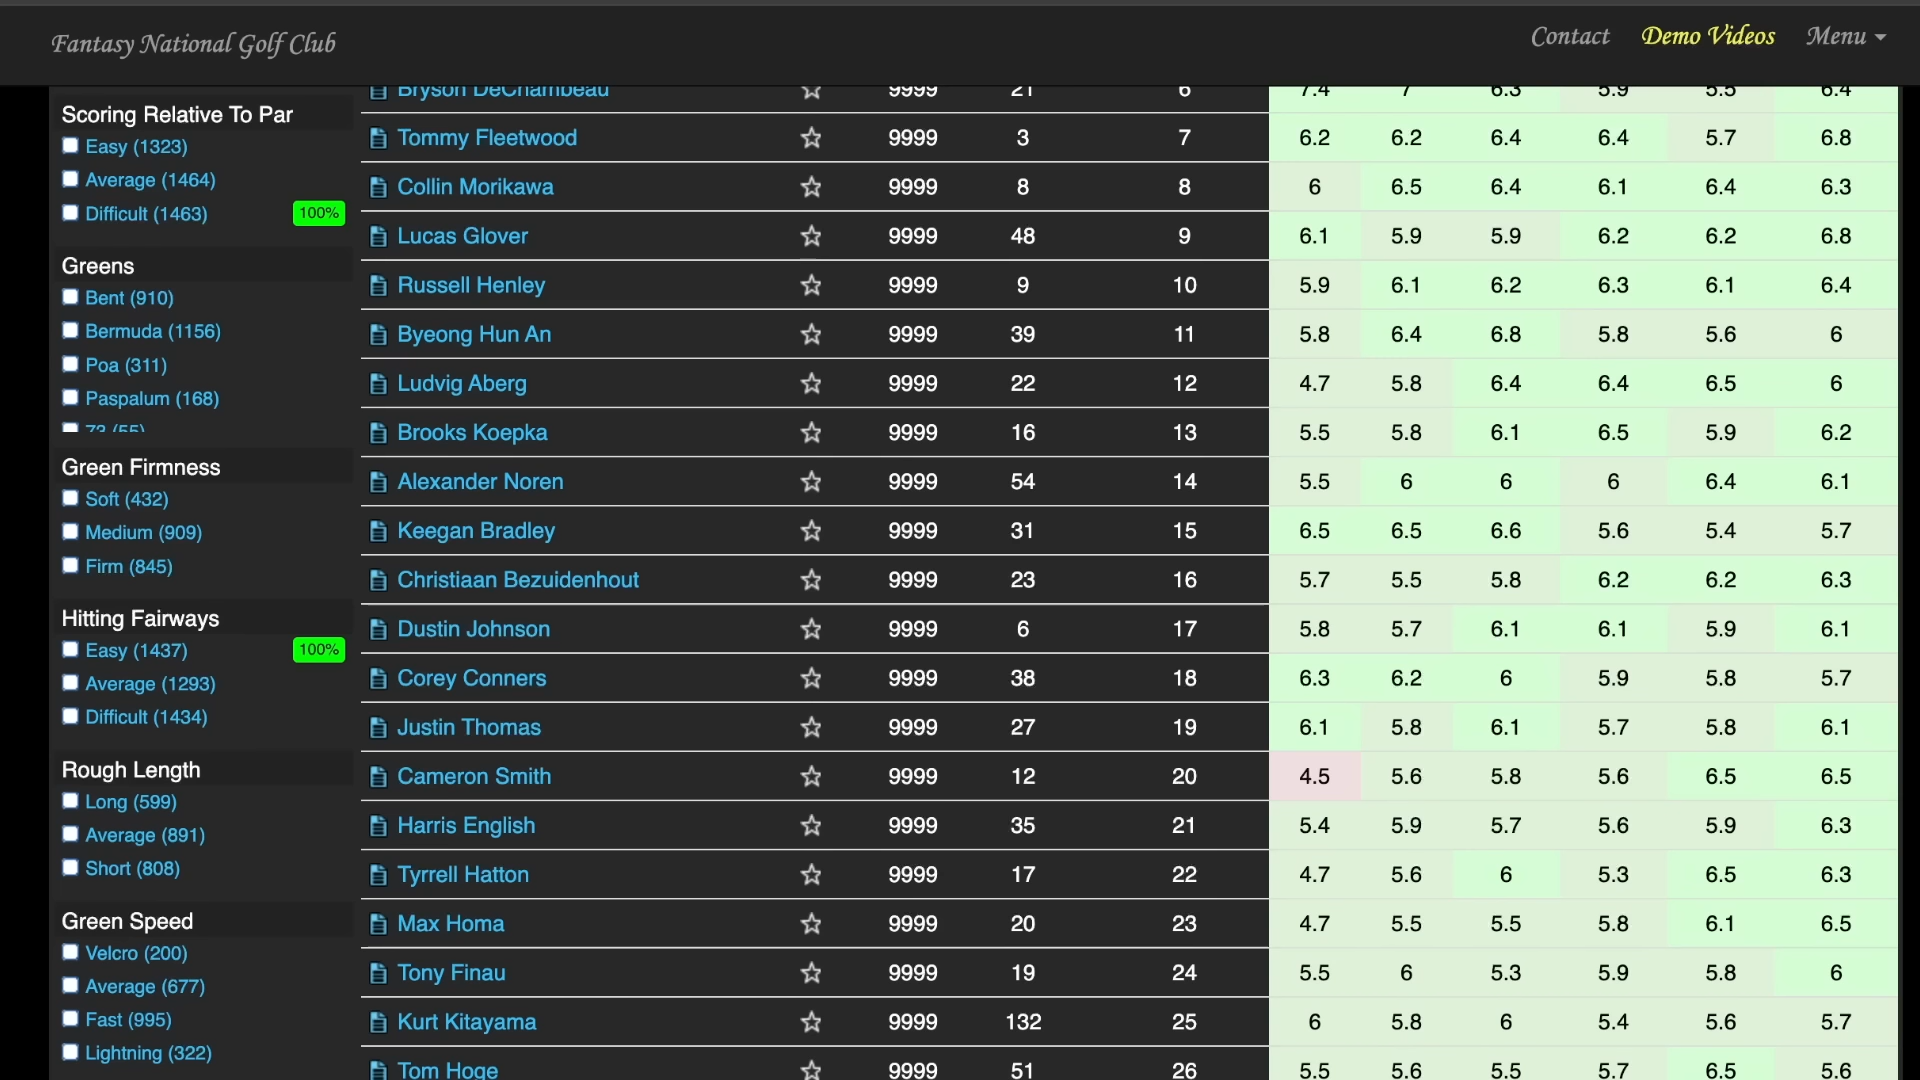 Fantasy National Golf Club
Contact Demo Videos Menu
Scoring Relative To Par
Easy (1323)
Average (1464)
Difficult (1463) 100%
Greens
Bent (910)
Bermuda (1156)
Poa (311)
Paspalum (168)
73 (55)
Green Firmness
Soft (432)
Medium (909)
Firm (845)
Hitting Fairways
Easy (1437) 100%
Average (1293)
Difficult (1434)
Rough Length
Long (599)
Average (891)
Short (808)
Green Speed
Velcro (200)
Average (677)
Fast (995)
Lightning (322)
Bryson DeChambeau 9999 21 6 7.4 7 6.3 5.9 5.5 6.4
Tommy Fleetwood 9999 3 7 6.2 6.2 6.4 6.4 5.7 6.8
Collin Morikawa 9999 8 8 6 6.5 6.4 6.1 6.4 6.3
Lucas Glover 9999 48 9 6.1 5.9 5.9 6.2 6.2 6.8
Russell Henley 9999 9 10 5.9 6.1 6.2 6.3 6.1 6.4
Byeong Hun An 9999 39 11 5.8 6.4 6.8 5.8 5.6 6
Ludvig Aberg 9999 22 12 4.7 5.8 6.4 6.4 6.5 6
Brooks Koepka 9999 16 13 5.5 5.8 6.1 6.5 5.9 6.2
Alexander Noren 9999 54 14 5.5 6 6 6 6.4 6.1
Keegan Bradley 9999 31 15 6.5 6.5 6.6 5.6 5.4 5.7
Christiaan Bezuidenhout 9999 23 16 5.7 5.5 5.8 6.2 6.2 6.3
Dustin Johnson 9999 6 17 5.8 5.7 6.1 6.1 5.9 6.1
Corey Conners 9999 38 18 6.3 6.2 6 5.9 5.8 5.7
Justin Thomas 9999 27 19 6.1 5.8 6.1 5.7 5.8 6.1
Cameron Smith 9999 12 20 4.5 5.6 5.8 5.6 6.5 6.5
Harris English 9999 35 21 5.4 5.9 5.7 5.6 5.9 6.3
Tyrrell Hatton 9999 17 22 4.7 5.6 6 5.3 6.5 6.3
Max Homa 9999 20 23 4.7 5.5 5.5 5.8 6.1 6.5
Tony Finau 9999 19 24 5.5 6 5.3 5.9 5.8 6
Kurt Kitayama 9999 132 25 6 5.8 6 5.4 5.6 5.7
Tom Hoge 9999 51 26 5.5 5.6 5.5 5.7 6.5 5.6